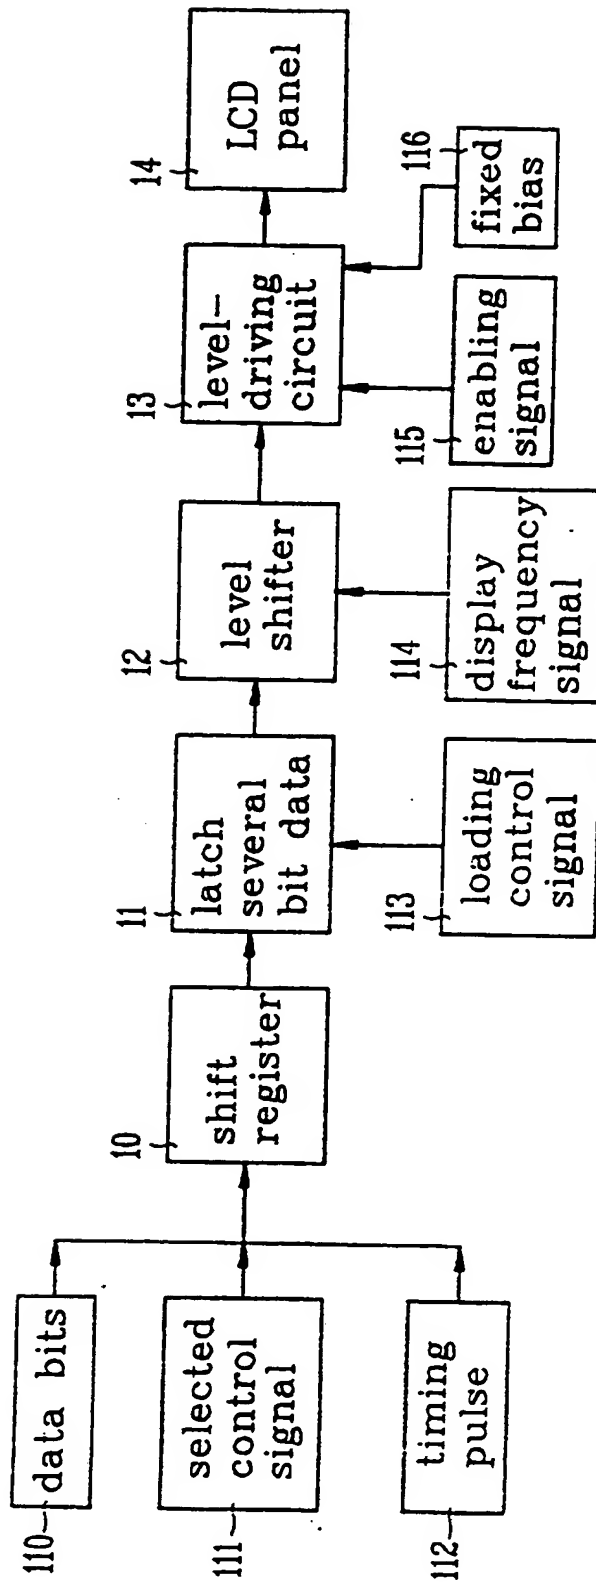 110
data bits
111
selected
control
signal
112
timing
pulse
10
shift
register
11
latch
several
bit data
113
loading
control
signal
12
level
shifter
114
display
frequency
signal
13
level-
driving
circuit
115
enabling
signal
116
fixed
bias
14
LCD
panel